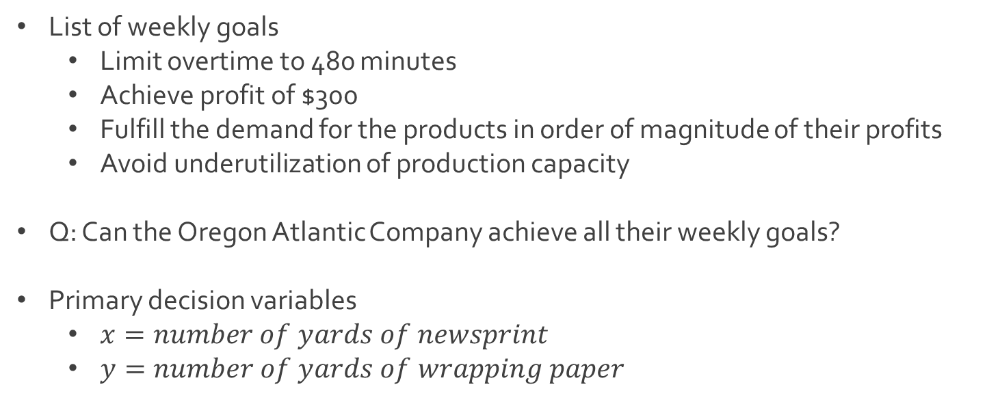 • List of weekly goals
• Limit overtime to 480 minutes
• Achieve profit of $300
• Fulfill the demand for the products in order of magnitude of their profits
• Avoid underutilization of production capacity
• Q: Can the Oregon Atlantic Company achieve all their weekly goals?
• Primary decision variables
• x = number of yards of newsprint
• y = number of yards of wrapping paper